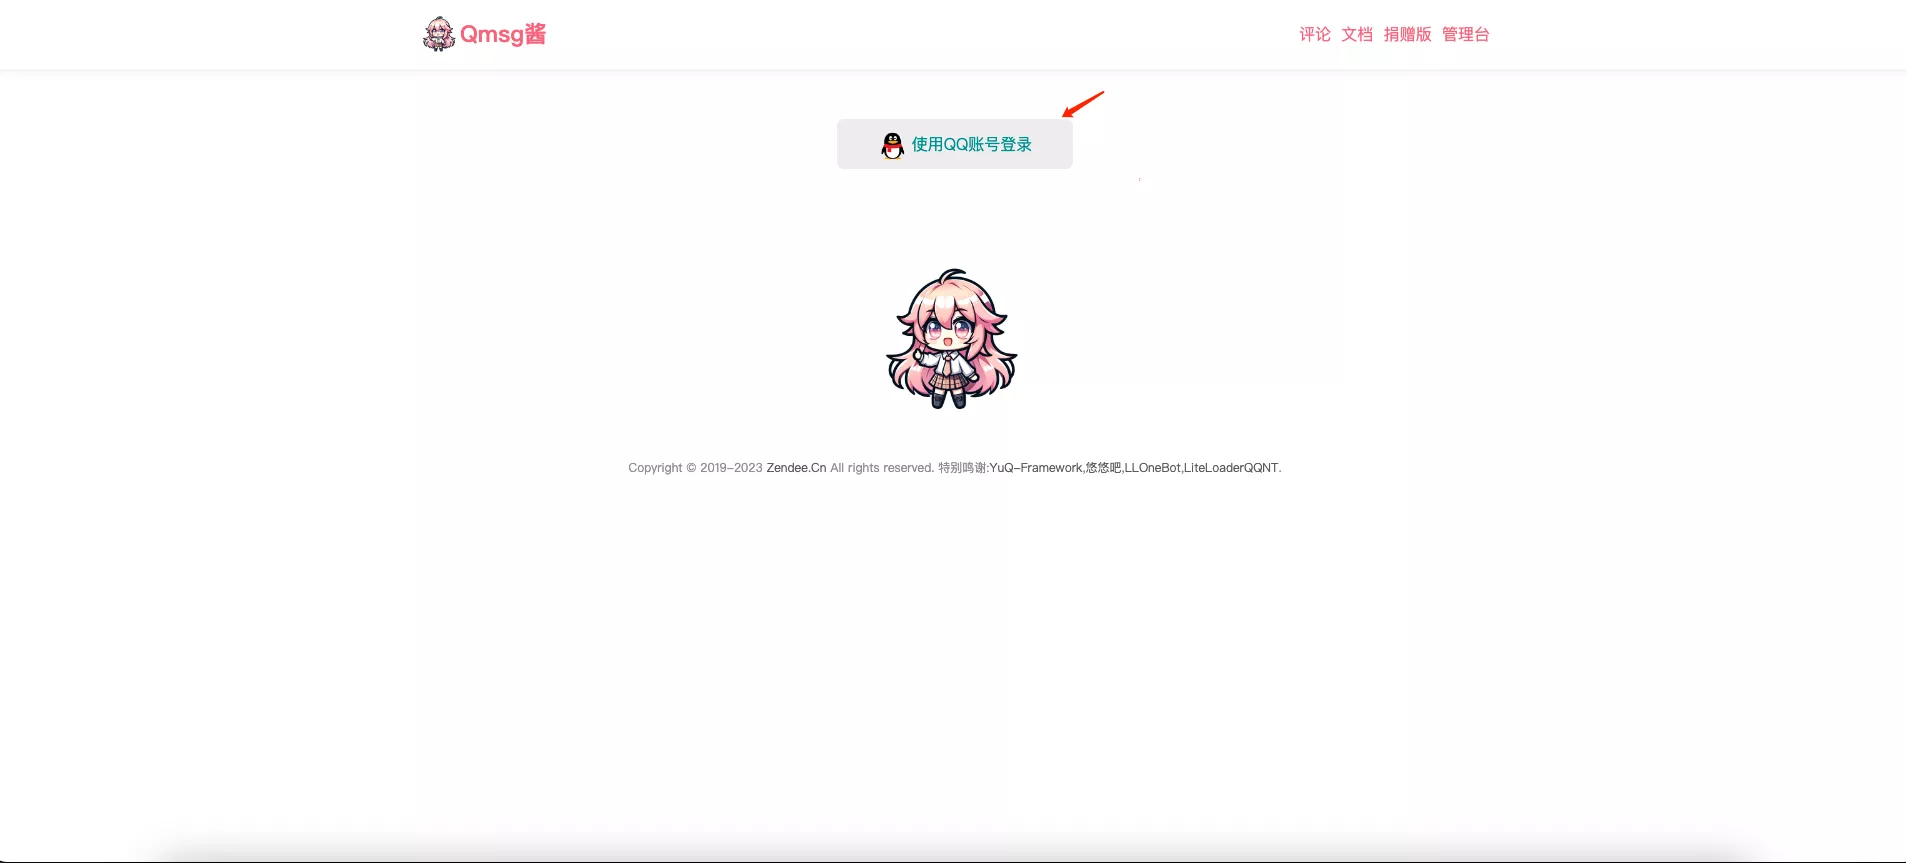 Qmsg酱
评论 文档 捐赠版 管理台
使用QQ账号登录
Copyright © 2019-2023 Zendee.Cn All rights reserved. 特别鸣谢:YuQ-Framework,悠悠吧,LLOneBot,LiteLoaderQQNT.